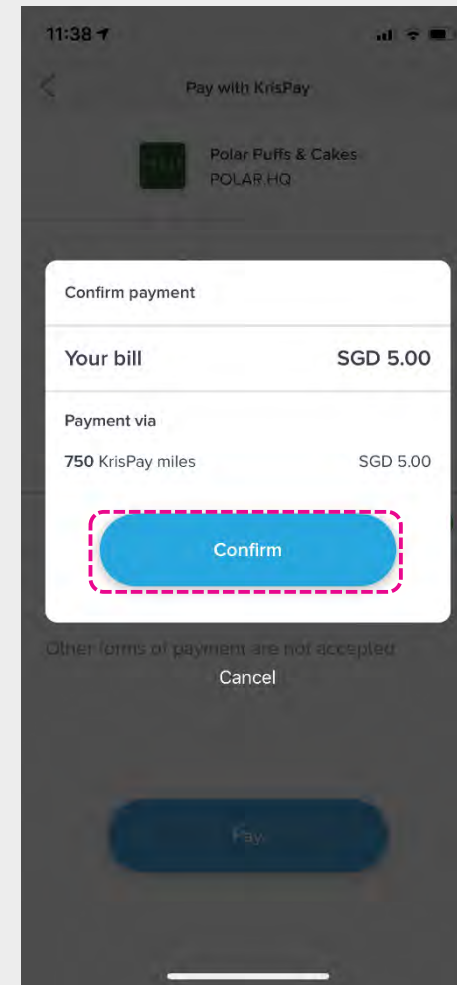 11:38
Pay with KrisPay
Polar Puffs & Cakes
POLAR HQ
Confirm payment
Your bill SGD 5.00
Payment via
750 KrisPay miles SGD 5.00
Confirm
Other forms of payment are not accepted
Cancel
Pay